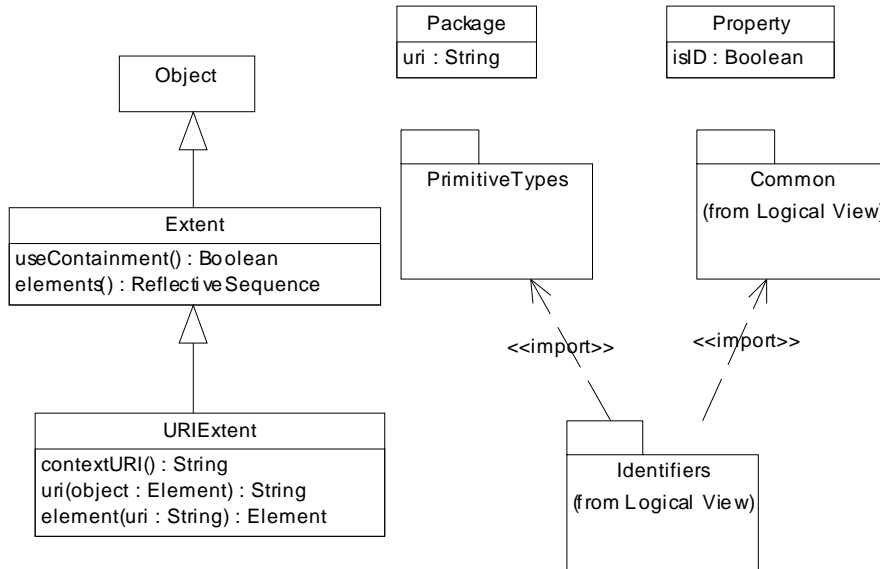 Package
uri : String
Property
isID : Boolean
Object
PrimitiveTypes
Common
(from Logical View)
Extent
useContainment() : Boolean
elements() : ReflectiveSequence
<<import>>
<<import>>
URIExtent
contextURI() : String
uri(object : Element) : String
element(uri : String) : Element
Identifiers
(from Logical View)